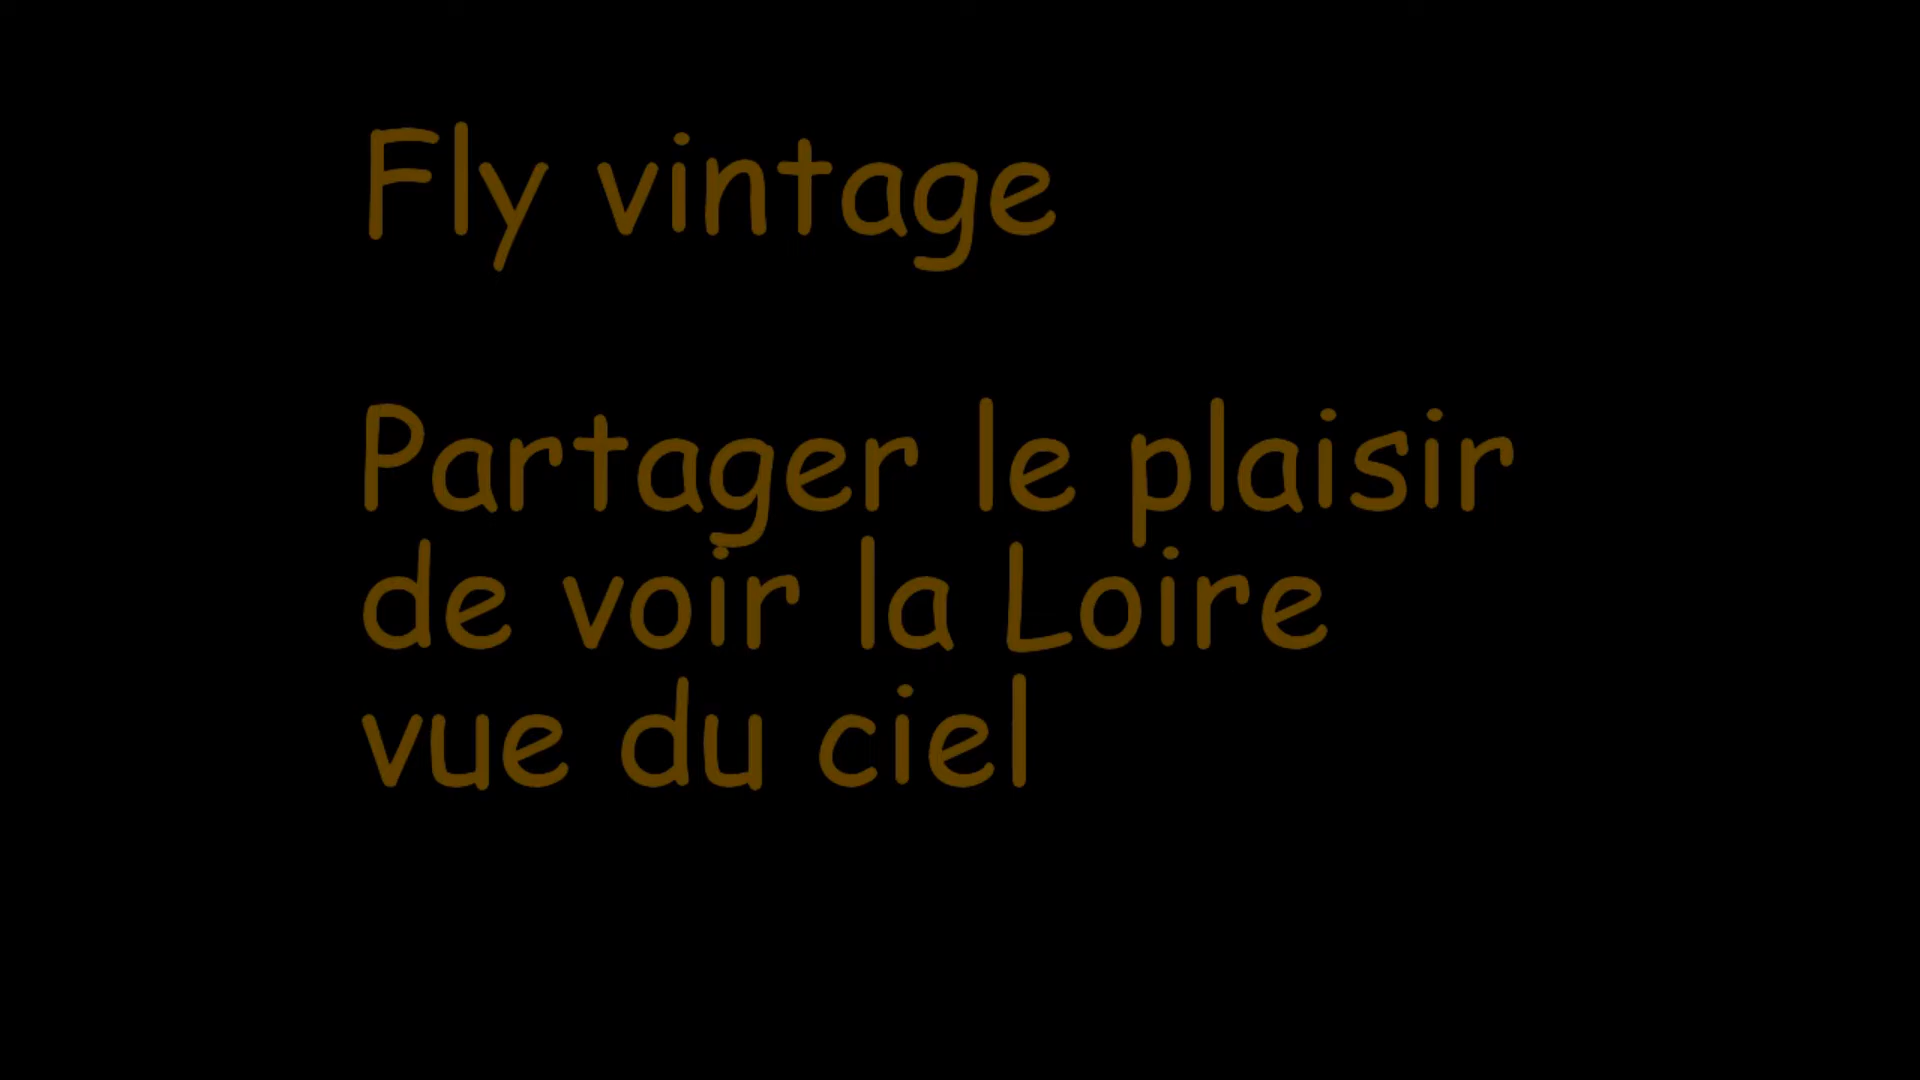 Fly vintage
Partager le plaisir
de voir la Loire
vue du ciel